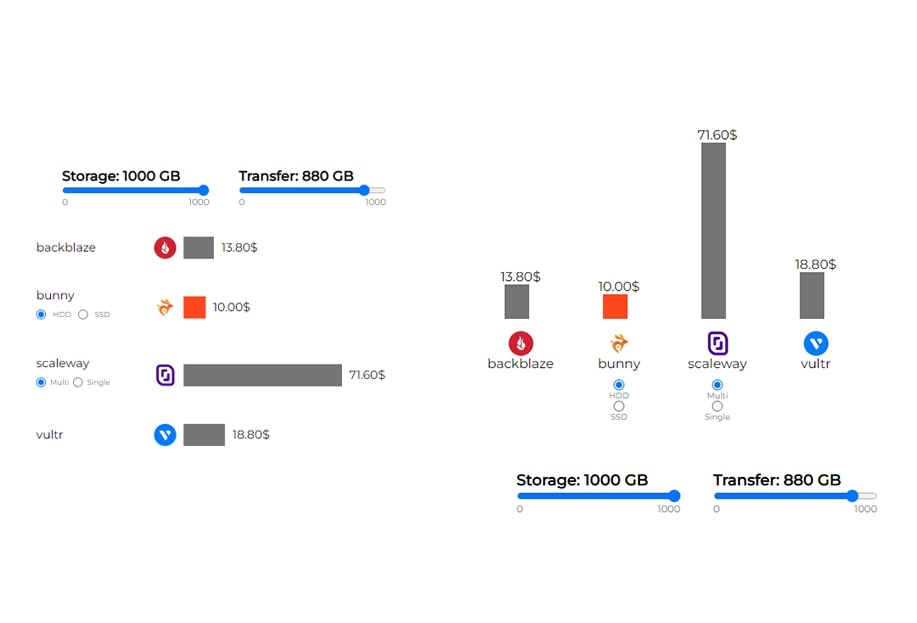 Storage: 1000 GB
Transfer: 880 GB
0 1000
0 1000
backblaze
13.80$
bunny
HDD SSD
10.00$
scaleway
Multi Single
71.60$
vultr
18.80$
71.60$
18.80$
13.80$
10.00$
backblaze
bunny
scaleway
vultr
HDD
SSD
Multi
Single
Storage: 1000 GB
Transfer: 880 GB
0 1000
0 1000